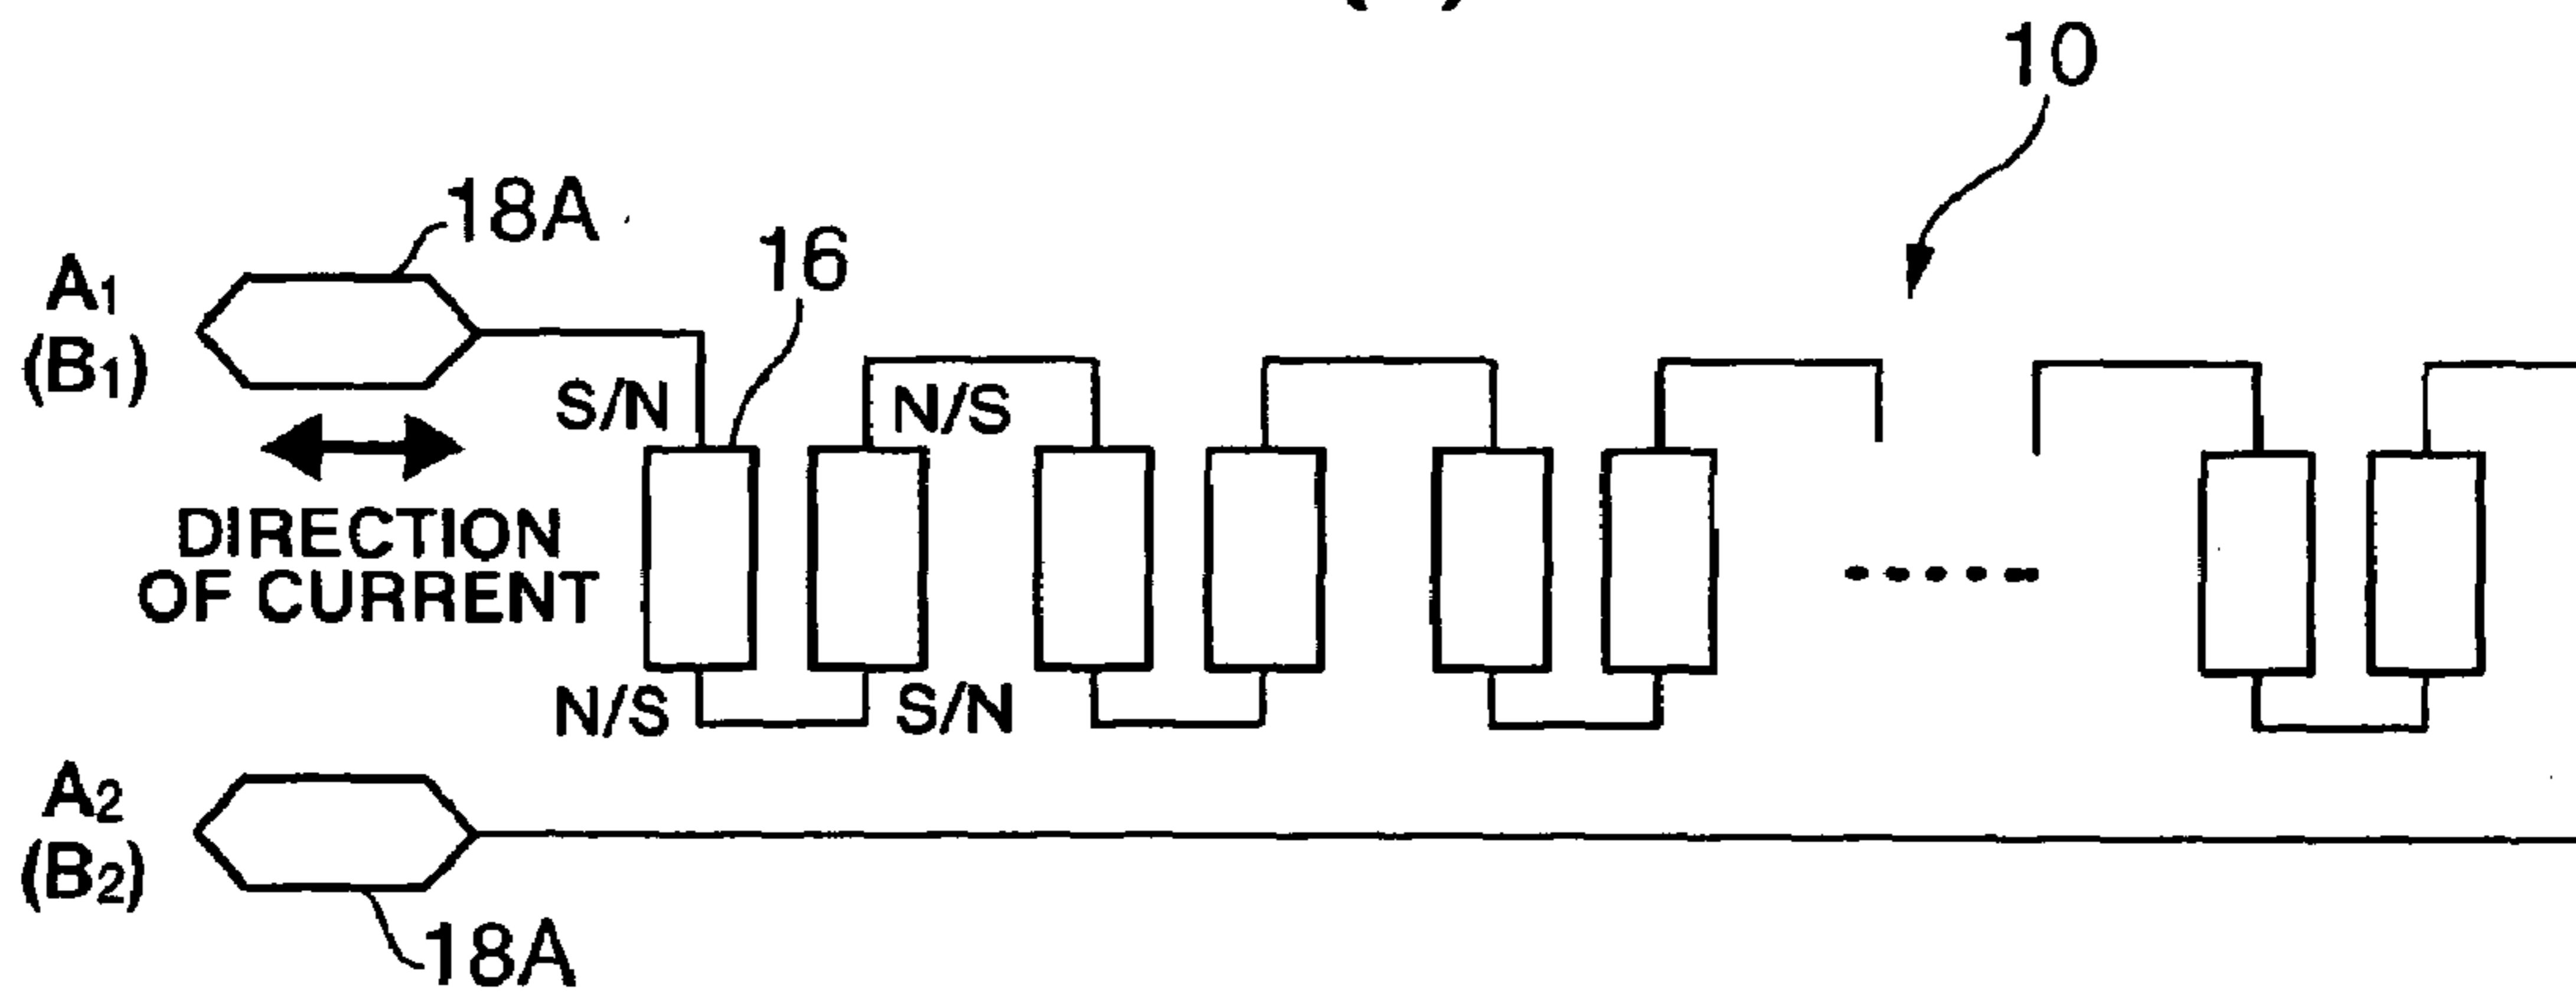 10
18A
16
A1
(B1)
S/N
N/S
DIRECTION
OF CURRENT
N/S
S/N
A2
(B2)
18A